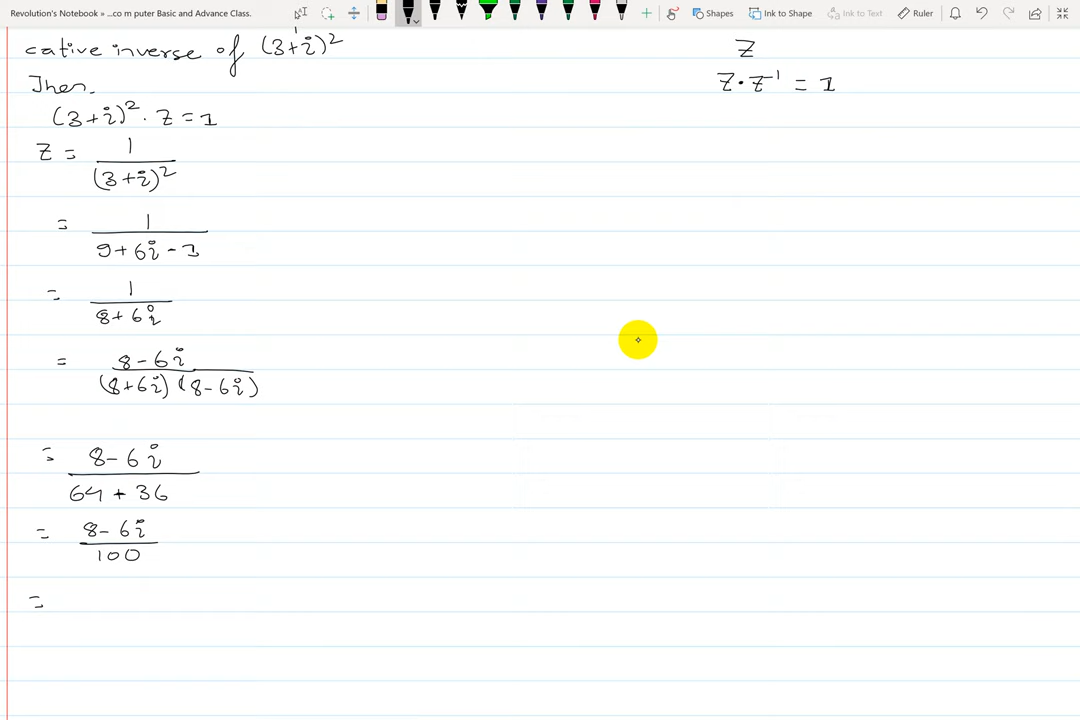 Revolution's Notebook » ...co m puter Basic and Advance Class.
Shapes Ink to Shape Ink to Text Ruler
cative inverse of (3+i)²
Then.
(3+i)² · z = 1
z = 1 / (3+i)²
= 1 / 9+6i-1
= 1 / 8+6i
= 8-6i / (8+6i)(8-6i)
= 8-6i / 64+36
= 8-6i / 100
=
z
z·z⁻¹ = 1